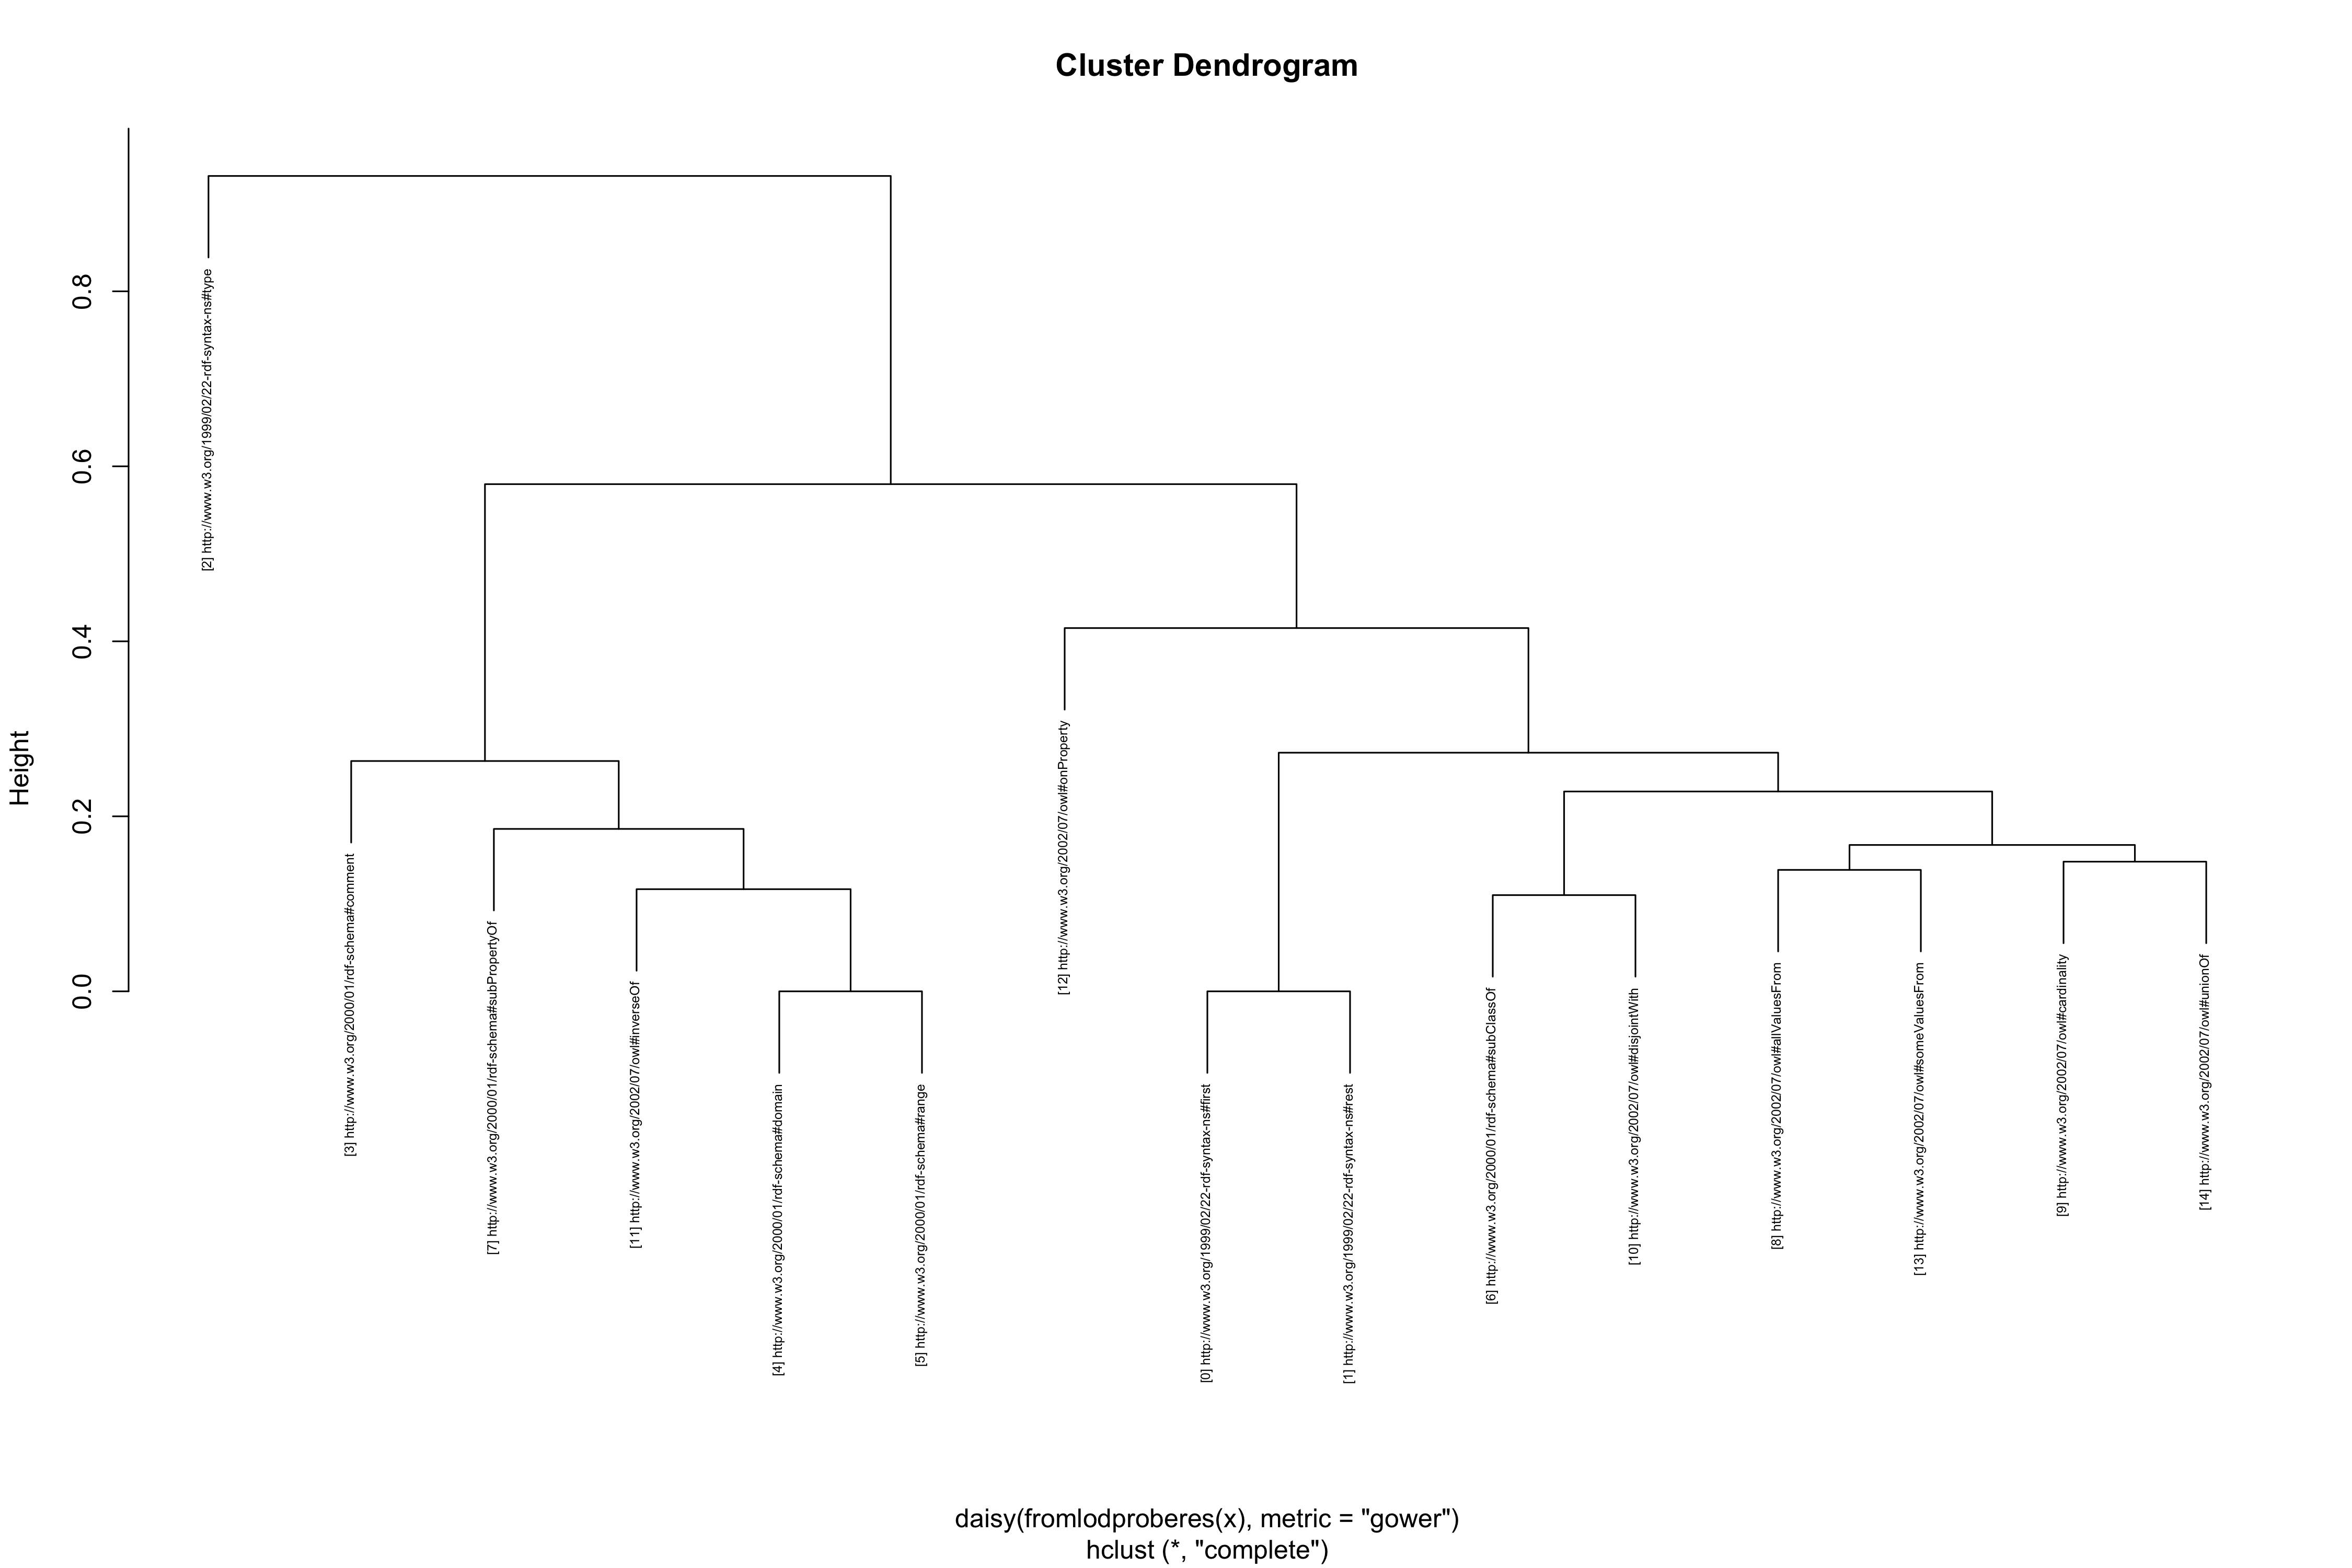 Cluster Dendrogram
Height
0.8
0.6
0.4
0.2
0.0
[2] http://www.w3.org/1999/02/22-rdf-syntax-ns#type
[3] http://www.w3.org/2000/01/rdf-schema#comment
[7] http://www.w3.org/2000/01/rdf-schema#subPropertyOf
[11] http://www.w3.org/2002/07/owl#inverseOf
[4] http://www.w3.org/2000/01/rdf-schema#domain
[5] http://www.w3.org/2000/01/rdf-schema#range
[12] http://www.w3.org/2002/07/owl#onProperty
[0] http://www.w3.org/1999/02/22-rdf-syntax-ns#first
[1] http://www.w3.org/1999/02/22-rdf-syntax-ns#rest
[6] http://www.w3.org/2000/01/rdf-schema#subClassOf
[10] http://www.w3.org/2002/07/owl#disjointWith
[8] http://www.w3.org/2002/07/owl#allValuesFrom
[13] http://www.w3.org/2002/07/owl#someValuesFrom
[9] http://www.w3.org/2002/07/owl#cardinality
[14] http://www.w3.org/2002/07/owl#unionOf
daisy(fromlodproberes(x), metric = "gower")
hclust (*, "complete")